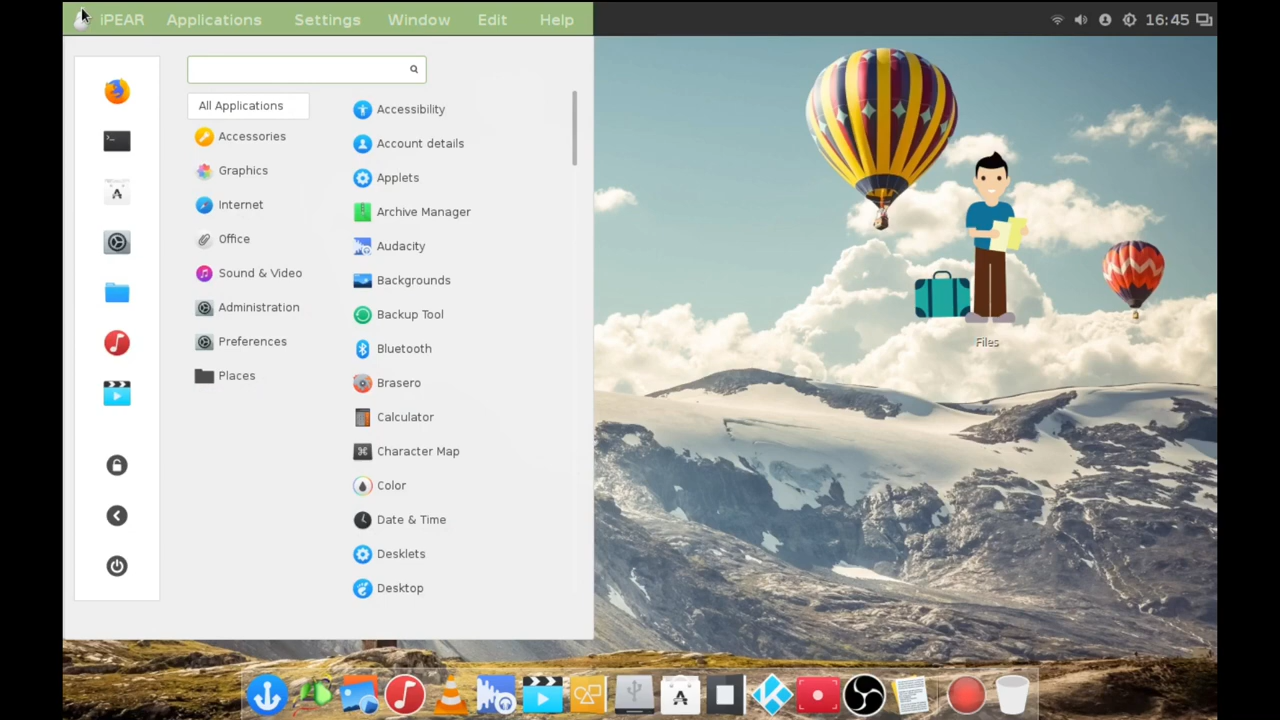 iPEAR Applications Settings Window Edit Help 16:45
All Applications
Accessories
Graphics
Internet
Office
Sound & Video
Administration
Preferences
Places
Accessibility
Account details
Applets
Archive Manager
Audacity
Backgrounds
Backup Tool
Bluetooth
Brasero
Calculator
Character Map
Color
Date & Time
Desklets
Desktop
Files